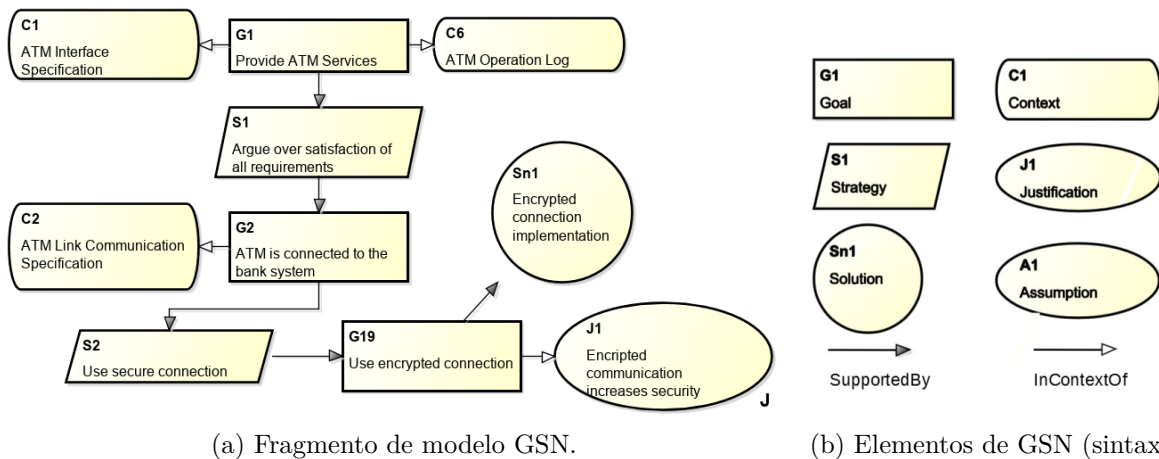 C1
ATM Interface
Specification
G1
Provide ATM Services
C6
ATM Operation Log
S1
Argue over satisfaction of
all requirements
Sn1
Encrypted
connection
implementation
C2
ATM Link Communication
Specification
G2
ATM is connected to the
bank system
S2
Use secure connection
G19
Use encrypted connection
J1
Encripted
communication
increases security
J
(a) Fragmento de modelo GSN.
G1
Goal
C1
Context
S1
Strategy
J1
Justification
Sn1
Solution
A1
Assumption
SupportedBy
InContextOf
(b) Elementos de GSN (sintax